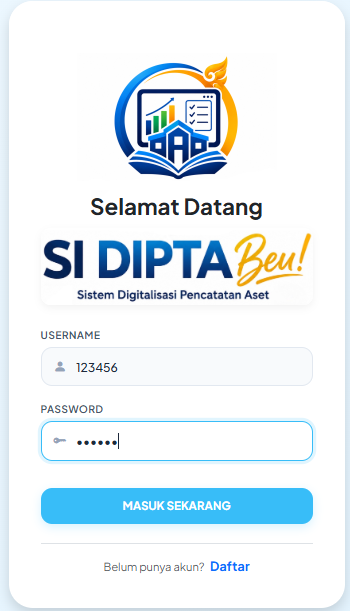 Selamat Datang
SI DIPTA Beu!
Sistem Digitalisasi Pencatatan Aset
USERNAME
123456
PASSWORD
••••••
MASUK SEKARANG
Belum punya akun? Daftar